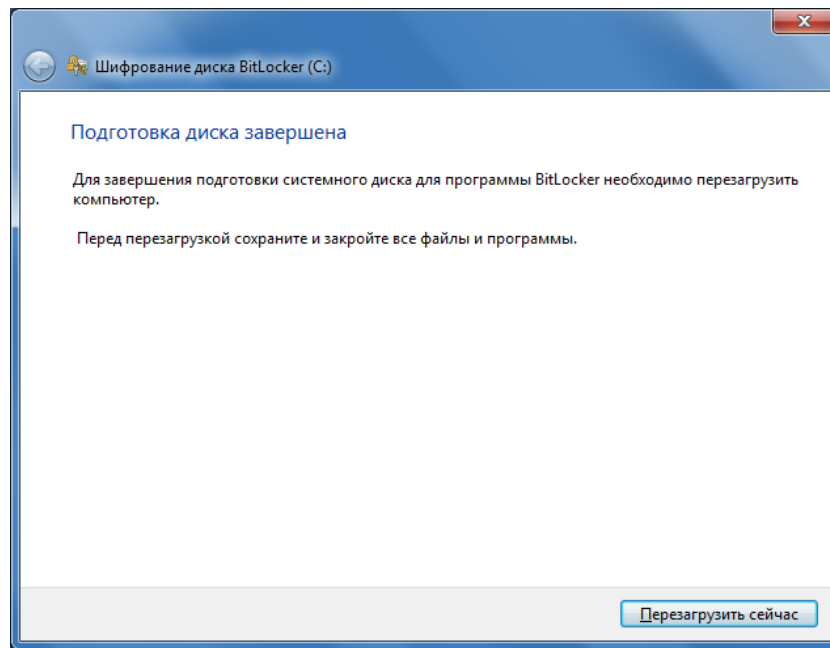 Шифрование диска BitLocker (C:)
Подготовка диска завершена
Для завершения подготовки системного диска для программы BitLocker необходимо перезагрузить
компьютер.
Перед перезагрузкой сохраните и закройте все файлы и программы.
Перезагрузить сейчас